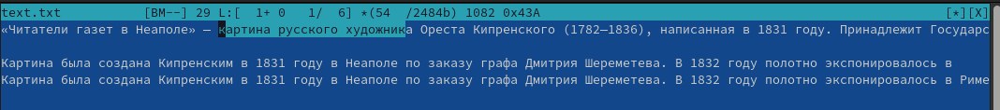 text.txt [BM--] 29 L:[ 1+ 0 1/ 6] *(54 /2484b) 1082 0x43A [*][X]
«Читатели газет в Неаполе» — картина русского художника Ореста Кипренского (1782—1836), написанная в 1831 году. Принадлежит Государс
Картина была создана Кипренским в 1831 году в Неаполе по заказу графа Дмитрия Шереметева. В 1832 году полотно экспонировалось в
Картина была создана Кипренским в 1831 году в Неаполе по заказу графа Дмитрия Шереметева. В 1832 году полотно экспонировалось в Риме